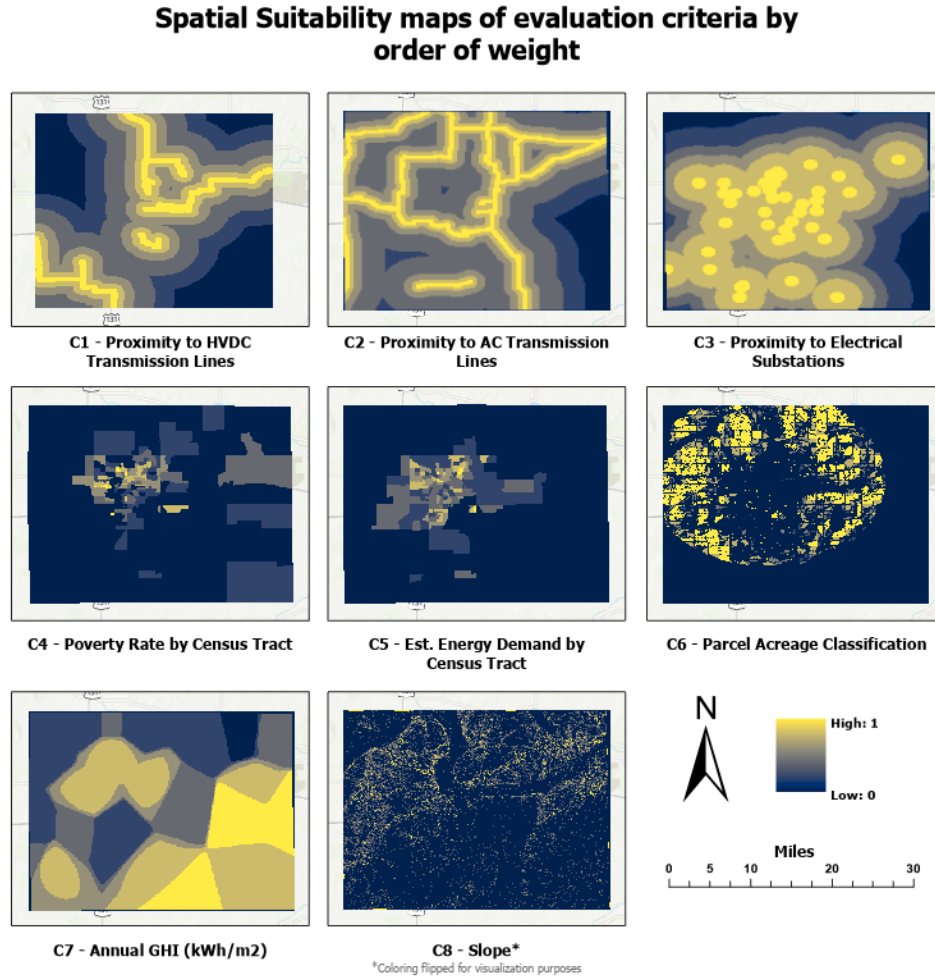 Spatial Suitability maps of evaluation criteria by
order of weight
131
131
C1 - Proximity to HVDC
Transmission Lines
C2 - Proximity to AC Transmission
Lines
C3 - Proximity to Electrical
Substations
C4 - Poverty Rate by Census Tract
C5 - Est. Energy Demand by
Census Tract
C6 - Parcel Acreage Classification
C7 - Annual GHI (kWh/m2)
C8 - Slope*
*Coloring flipped for visualization purposes
N
High: 1
Low: 0
Miles
0 5 10 20 30